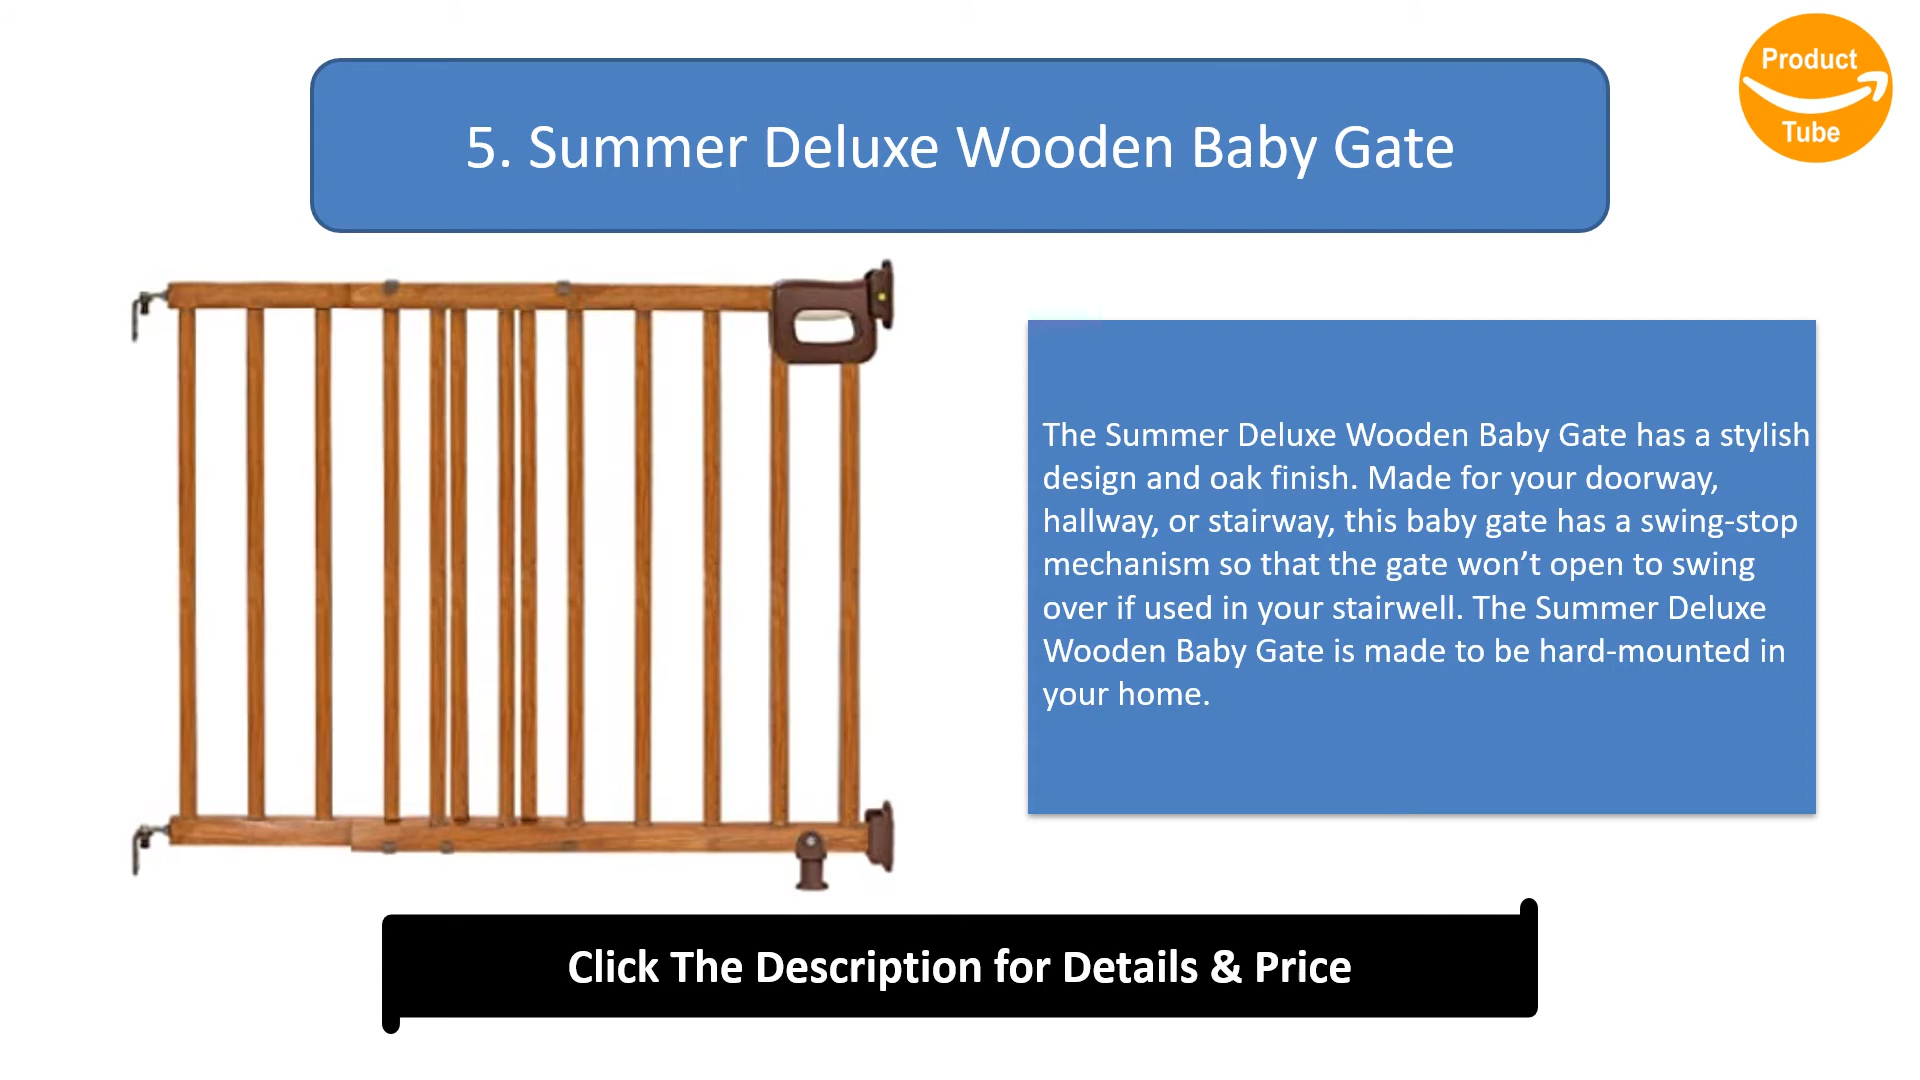 Product
Tube
5. Summer Deluxe Wooden Baby Gate
The Summer Deluxe Wooden Baby Gate has a stylish
design and oak finish. Made for your doorway,
hallway, or stairway, this baby gate has a swing-stop
mechanism so that the gate won’t open to swing
over if used in your stairwell. The Summer Deluxe
Wooden Baby Gate is made to be hard-mounted in
your home.
Click The Description for Details & Price